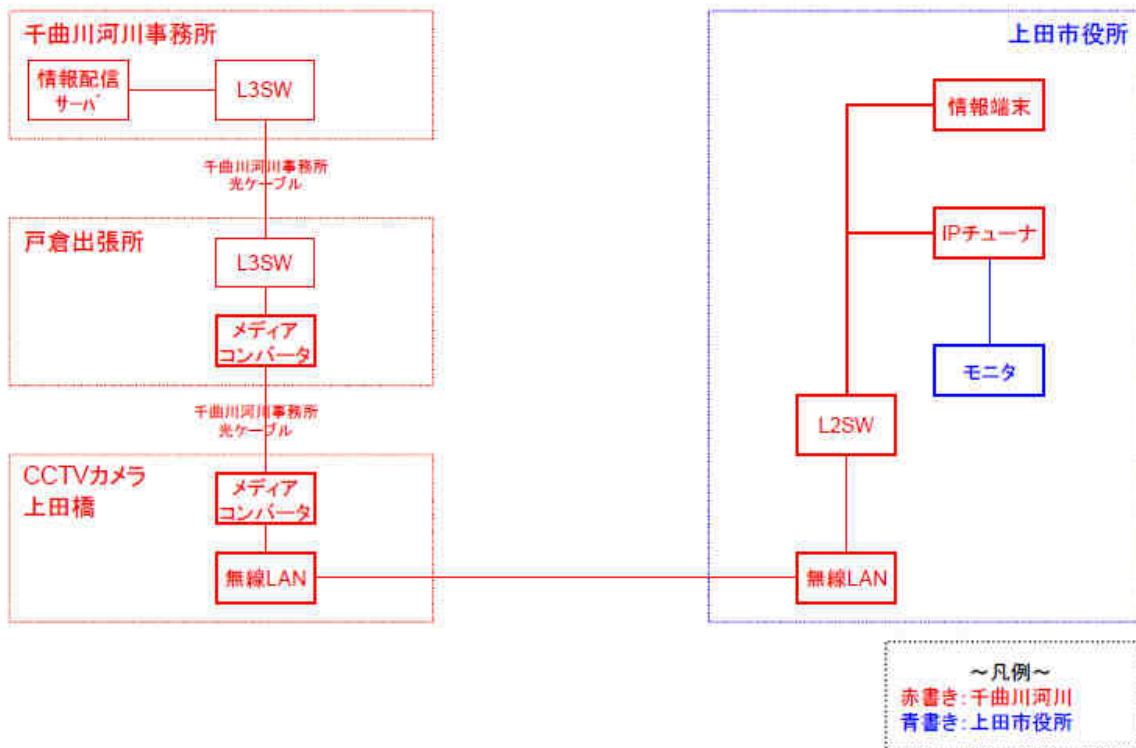 千曲川河川事務所
情報配信
サーバ
L3SW
千曲川河川事務所
光ケーブル
戸倉出張所
L3SW
メディア
コンバータ
千曲川河川事務所
光ケーブル
CCTVカメラ
上田橋
メディア
コンバータ
無線LAN
上田市役所
情報端末
IPチューナ
モニタ
L2SW
無線LAN
～凡例～
赤書き:千曲川河川
青書き:上田市役所